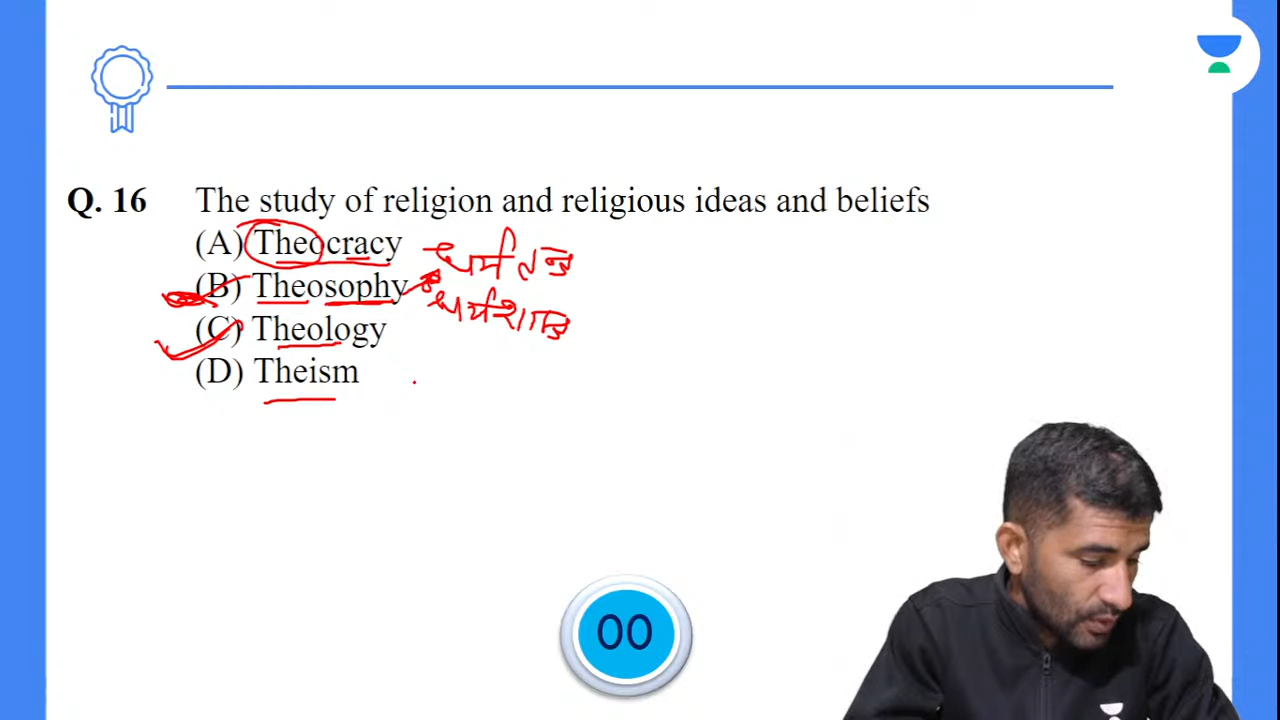 Q. 16 The study of religion and religious ideas and beliefs
(A) Theocracy धर्मतन्त्र
(B) Theosophy धर्मशास्त्र
(C) Theology
(D) Theism
00